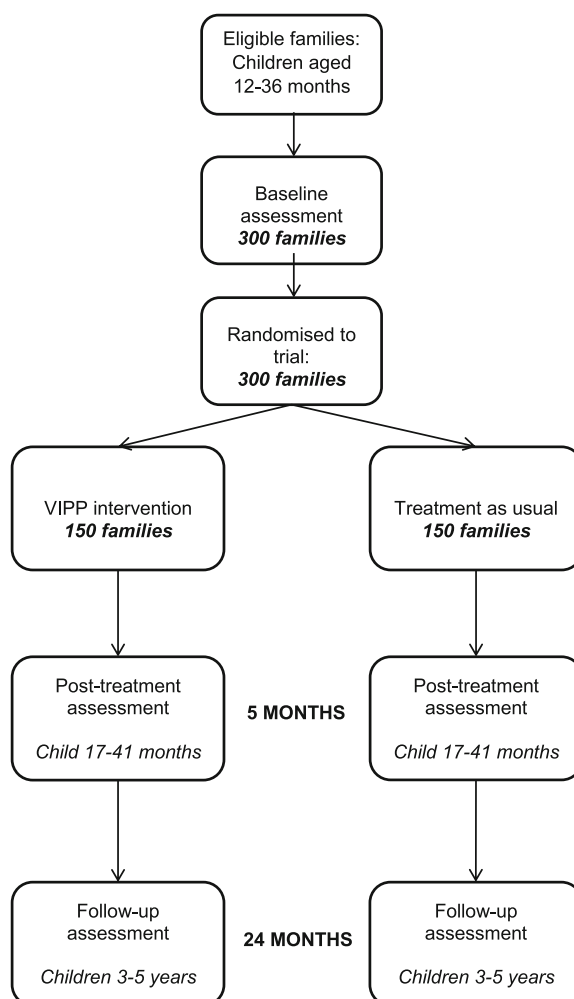 Eligible families:
Children aged
12-36 months
Baseline
assessment
300 families
Randomised to
trial:
300 families
VIPP intervention
150 families
Treatment as usual
150 families
Post-treatment
assessment
Child 17-41 months
5 MONTHS
Post-treatment
assessment
Child 17-41 months
Follow-up
assessment
Children 3-5 years
24 MONTHS
Follow-up
assessment
Children 3-5 years